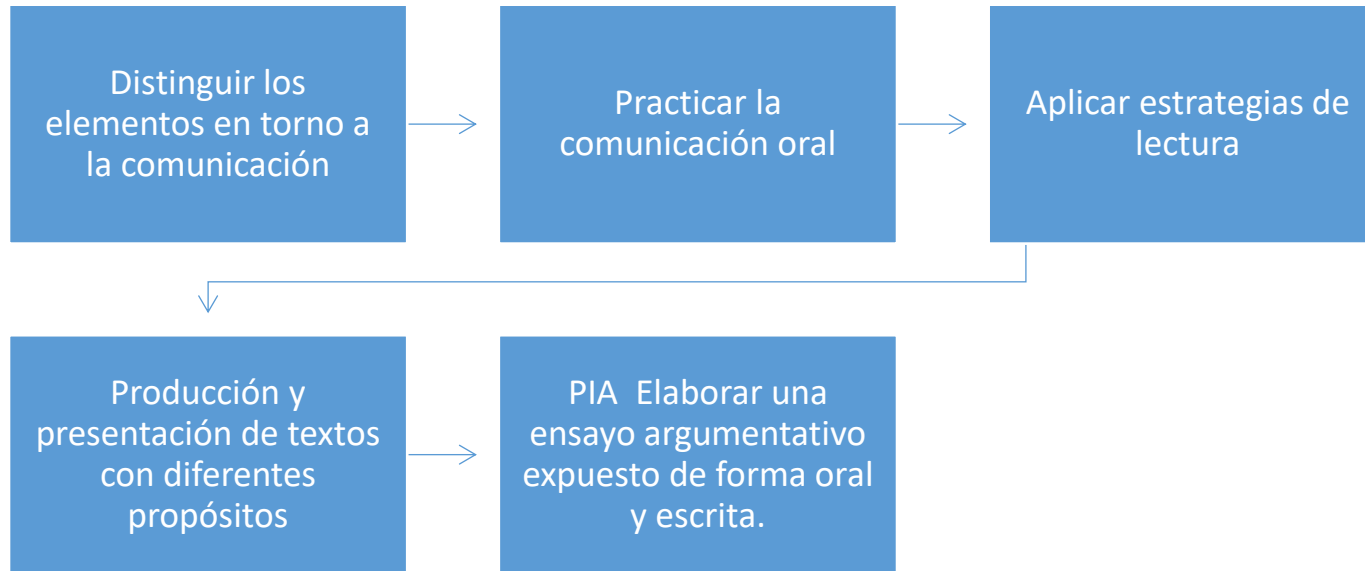 Distinguir los
elementos en torno a
la comunicación
Practicar la
comunicación oral
Aplicar estrategias de
lectura
Producción y
presentación de textos
con diferentes
propósitos
PIA  Elaborar una
ensayo argumentativo
expuesto de forma oral
y escrita.